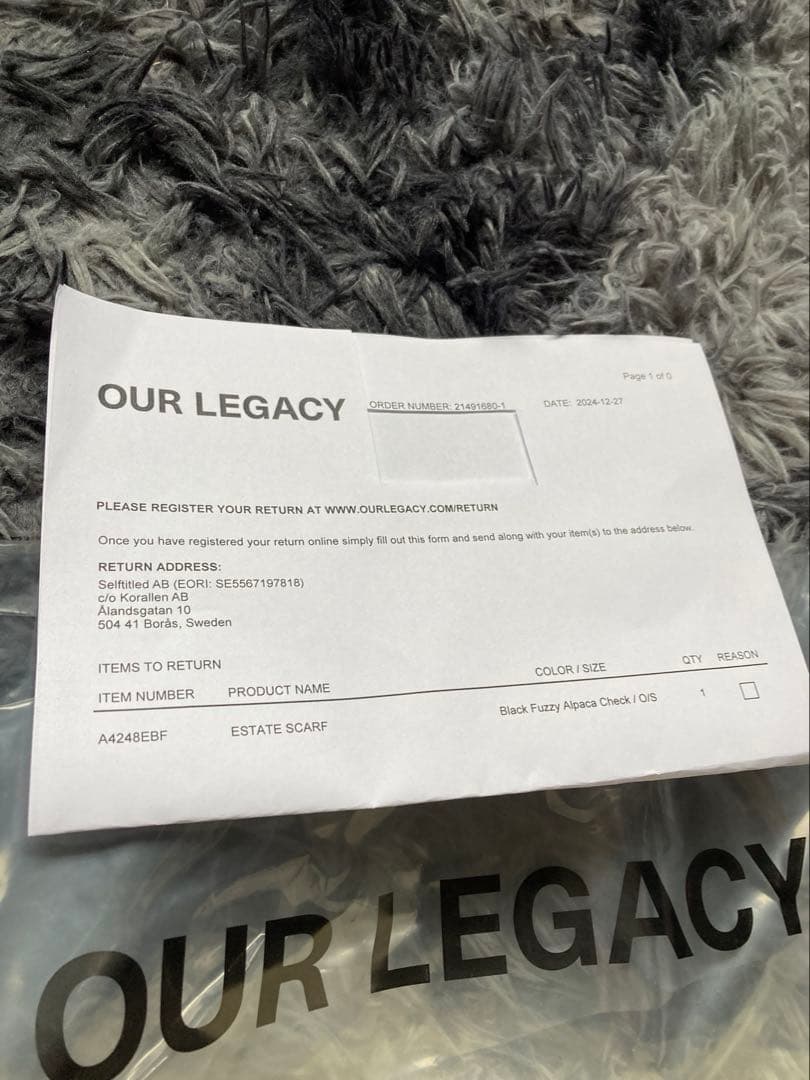 Page 1 of 0
OUR LEGACY
ORDER NUMBER: 21491680-1
DATE: 2024-12-27
PLEASE REGISTER YOUR RETURN AT WWW.OURLEGACY.COM/RETURN
Once you have registered your return online simply fill out this form and send along with your item(s) to the address below.
RETURN ADDRESS:
Selftitled AB (EORI: SE5567197818)
c/o Korallen AB
Ålandsgatan 10
504 41 Borås, Sweden
ITEMS TO RETURN
ITEM NUMBER PRODUCT NAME COLOR / SIZE QTY REASON
A4248EBF ESTATE SCARF Black Fuzzy Alpaca Check / O/S 1
OUR LEGACY